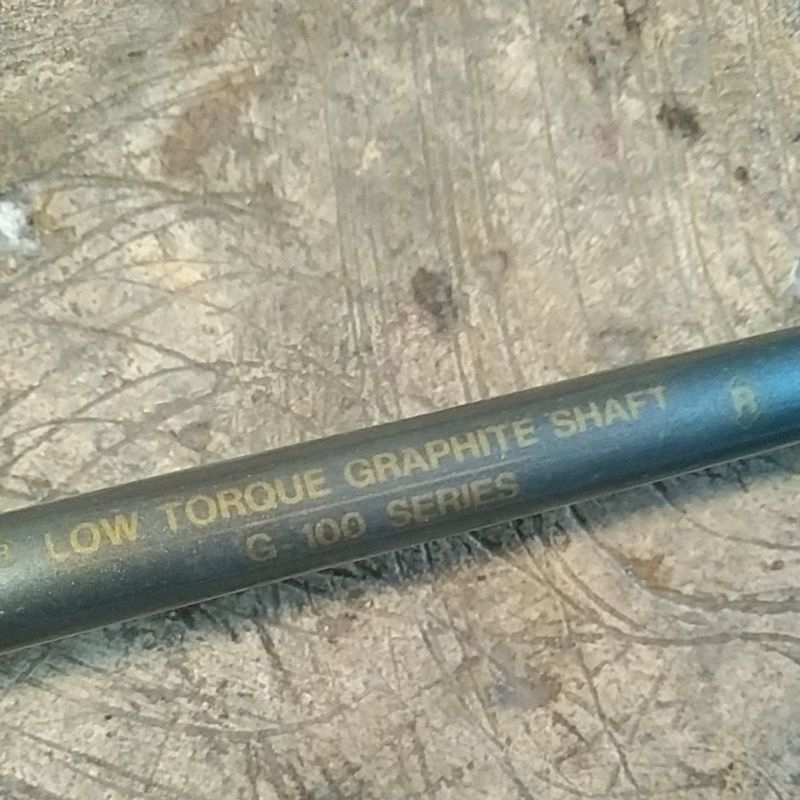 LOW TORQUE GRAPHITE SHAFT R
G-100 SERIES